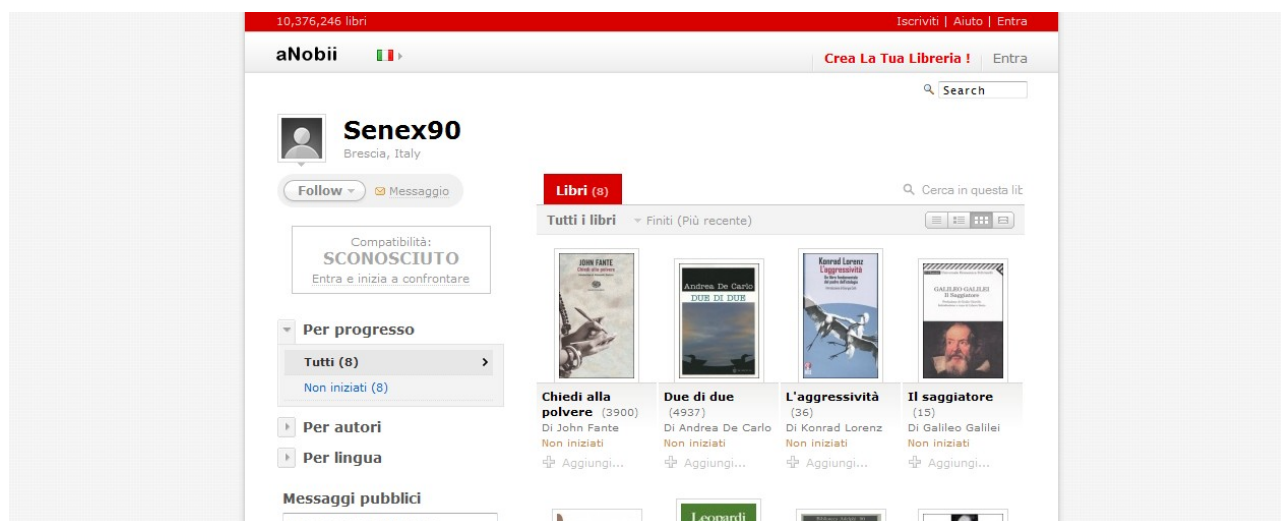 10,376,246 libri
Iscriviti | Aiuto | Entra
aNobii
Crea La Tua Libreria !
Entra
Search
Senex90
Brescia, Italy
Follow
Messaggio
Compatibilità:
SCONOSCIUTO
Entra e inizia a confrontare
Per progresso
Tutti (8)
Non iniziati (8)
Per autori
Per lingua
Messaggi pubblici
Libri (8)
Cerca in questa lib
Tutti i libri
Finiti (Più recente)
JOHN FANTE
Chiedi alla polvere
Andrea De Carlo
DUE DI DUE
Konrad Lorenz
L'aggressività
GALILEO GALILEI
Il Saggiatore
Chiedi alla
polvere (3900)
Di John Fante
Non iniziati
Aggiungi...
Due di due
(4937)
Di Andrea De Carlo
Non iniziati
Aggiungi...
L'aggressività
(36)
Di Konrad Lorenz
Non iniziati
Aggiungi...
Il saggiatore
(15)
Di Galileo Galilei
Non iniziati
Aggiungi...
Leopardi